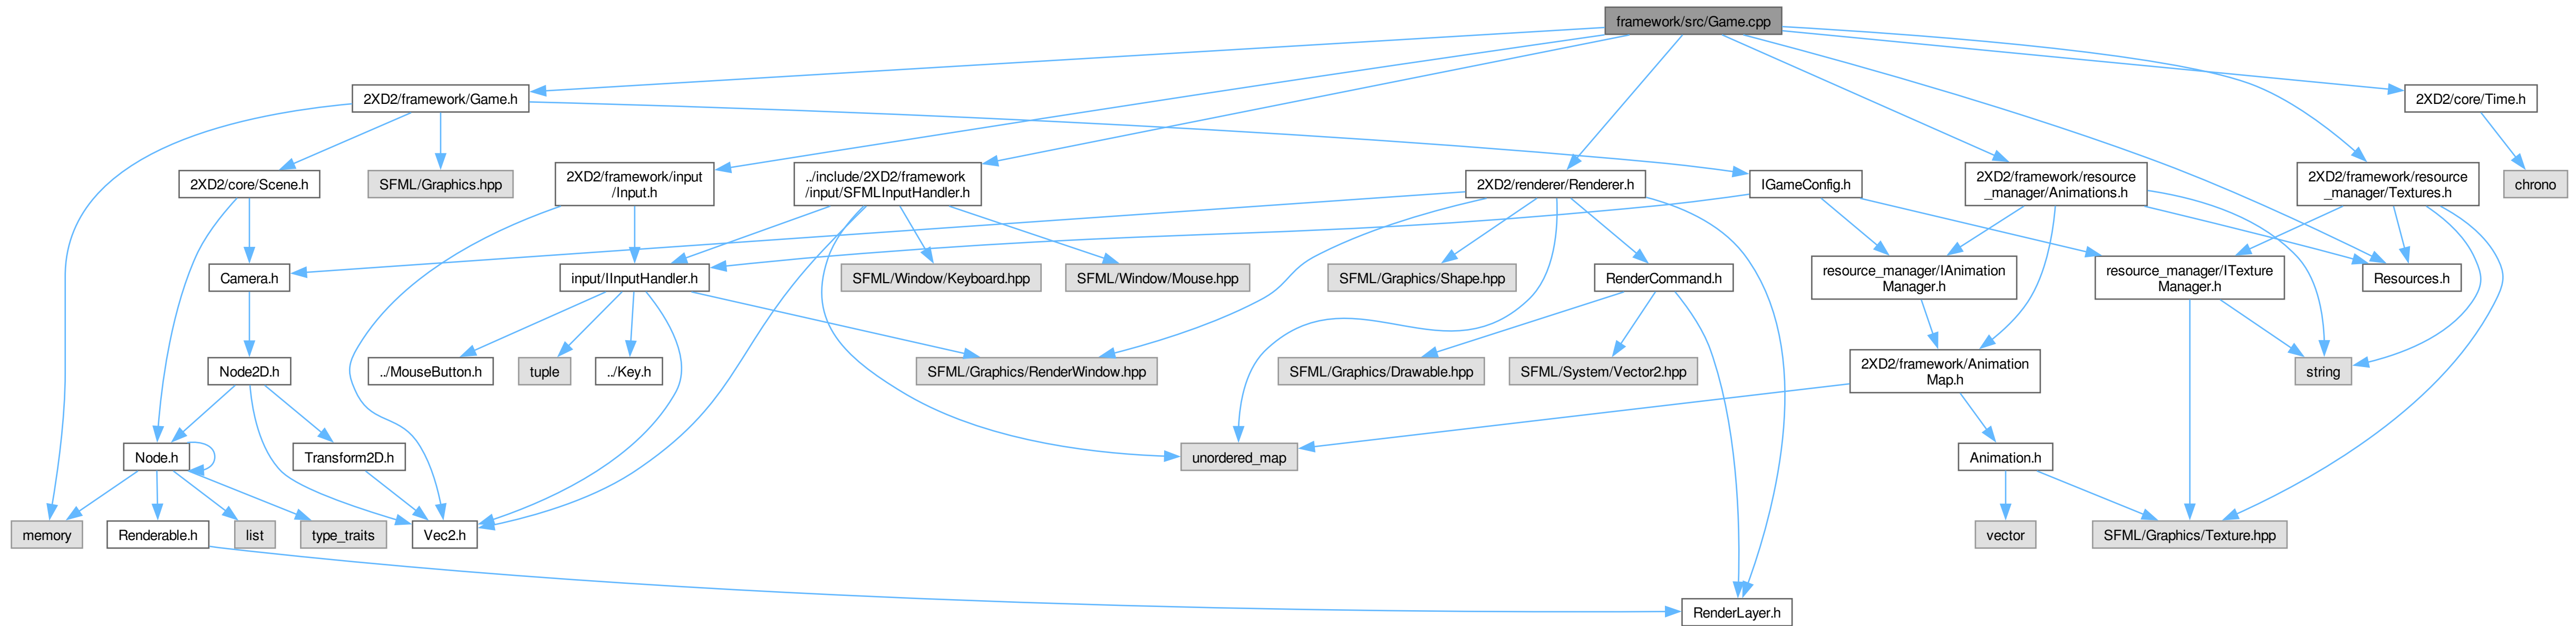 framework/src/Game.cpp
2XD2/framework/Game.h
2XD2/core/Time.h
2XD2/core/Scene.h
SFML/Graphics.hpp
2XD2/framework/input
/Input.h
../include/2XD2/framework
/input/SFMLInputHandler.h
2XD2/renderer/Renderer.h
IGameConfig.h
2XD2/framework/resource
_manager/Animations.h
2XD2/framework/resource
_manager/Textures.h
chrono
Camera.h
input/IInputHandler.h
SFML/Window/Keyboard.hpp
SFML/Window/Mouse.hpp
SFML/Graphics/Shape.hpp
RenderCommand.h
resource_manager/IAnimation
Manager.h
resource_manager/ITexture
Manager.h
Resources.h
Node2D.h
../MouseButton.h
tuple
../Key.h
SFML/Graphics/RenderWindow.hpp
SFML/Graphics/Drawable.hpp
SFML/System/Vector2.hpp
2XD2/framework/Animation
Map.h
string
Node.h
Transform2D.h
unordered_map
Animation.h
memory
Renderable.h
list
type_traits
Vec2.h
vector
SFML/Graphics/Texture.hpp
RenderLayer.h